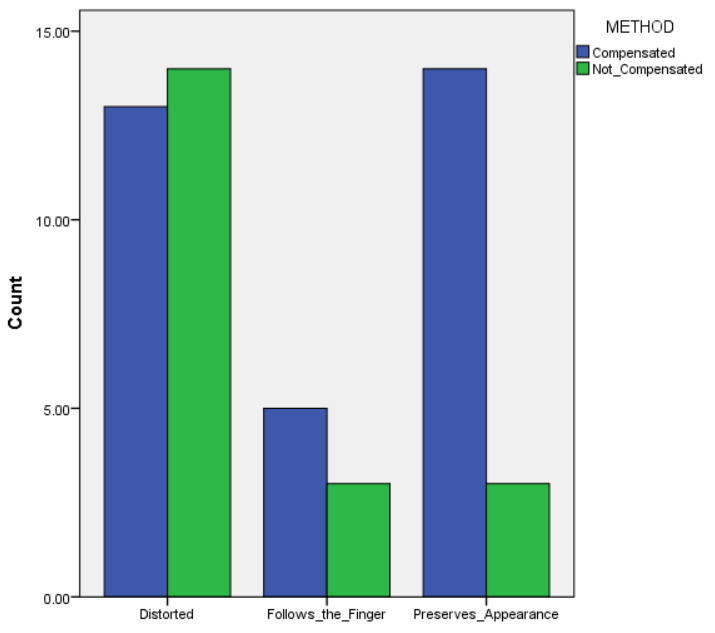 METHOD
Compensated
Not_Compensated
Count
15.00
10.00
5.00
0.00
Distorted
Follows_the_Finger
Preserves_Appearance